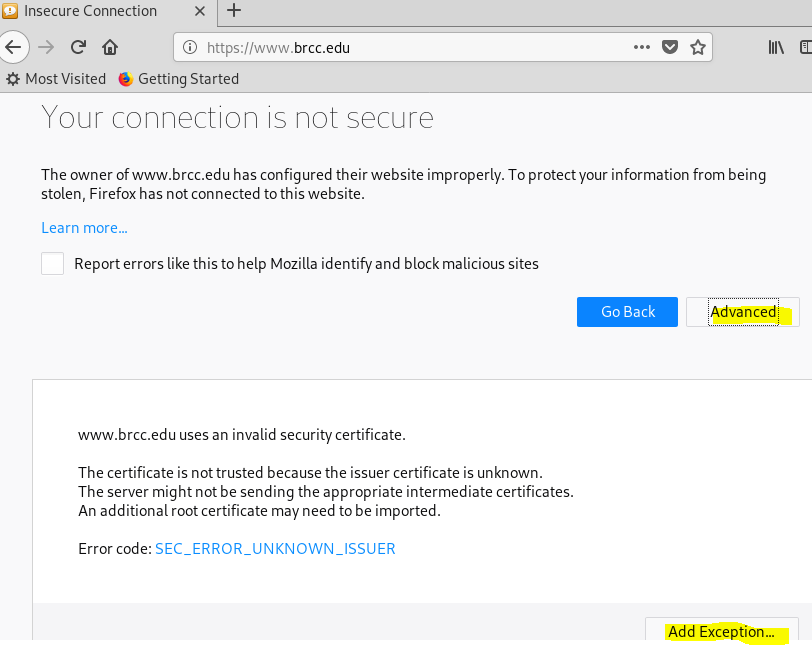 Insecure Connection
https://www.brcc.edu
Most Visited Getting Started
Your connection is not secure
The owner of www.brcc.edu has configured their website improperly. To protect your information from being
stolen, Firefox has not connected to this website.
Learn more...
Report errors like this to help Mozilla identify and block malicious sites
Go Back Advanced
www.brcc.edu uses an invalid security certificate.
The certificate is not trusted because the issuer certificate is unknown.
The server might not be sending the appropriate intermediate certificates.
An additional root certificate may need to be imported.
Error code: SEC_ERROR_UNKNOWN_ISSUER
Add Exception...